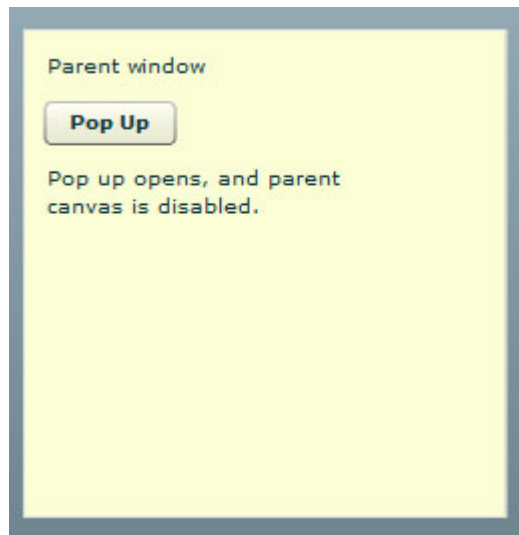 Parent window
Pop Up
Pop up opens, and parent
canvas is disabled.